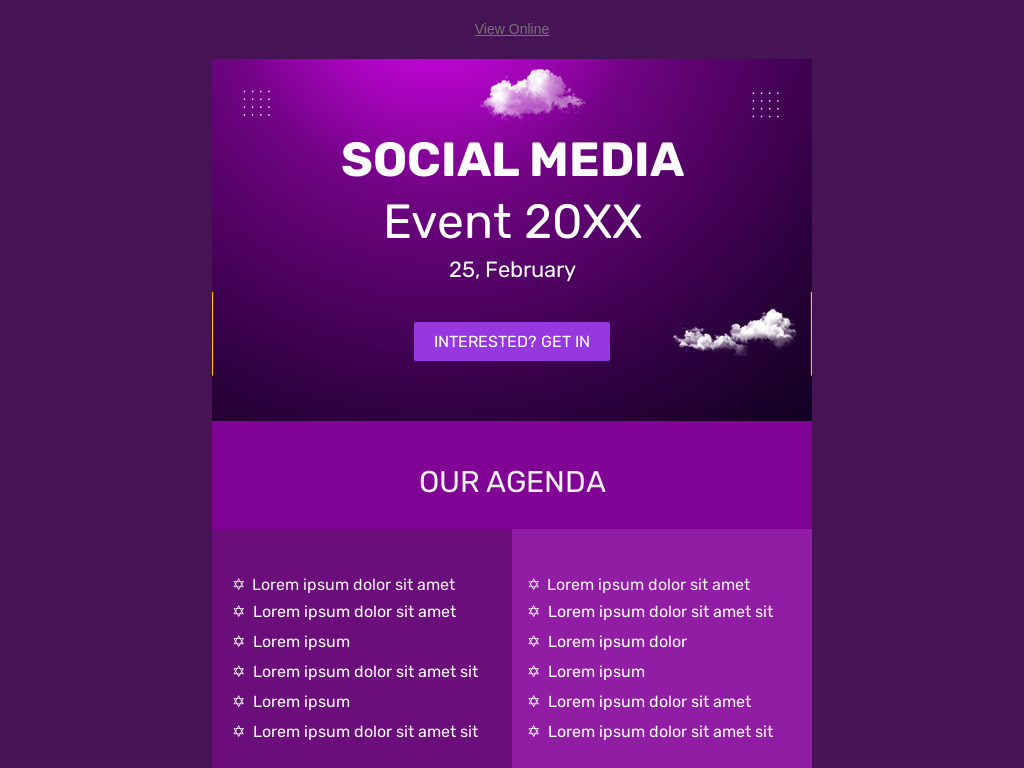 View Online
SOCIAL MEDIA
Event 20XX
25, February
INTERESTED? GET IN
OUR AGENDA
✡ Lorem ipsum dolor sit amet
✡ Lorem ipsum dolor sit amet
✡ Lorem ipsum
✡ Lorem ipsum dolor sit amet sit
✡ Lorem ipsum
✡ Lorem ipsum dolor sit amet sit
✡ Lorem ipsum dolor sit amet
✡ Lorem ipsum dolor sit amet sit
✡ Lorem ipsum dolor
✡ Lorem ipsum
✡ Lorem ipsum dolor sit amet
✡ Lorem ipsum dolor sit amet sit